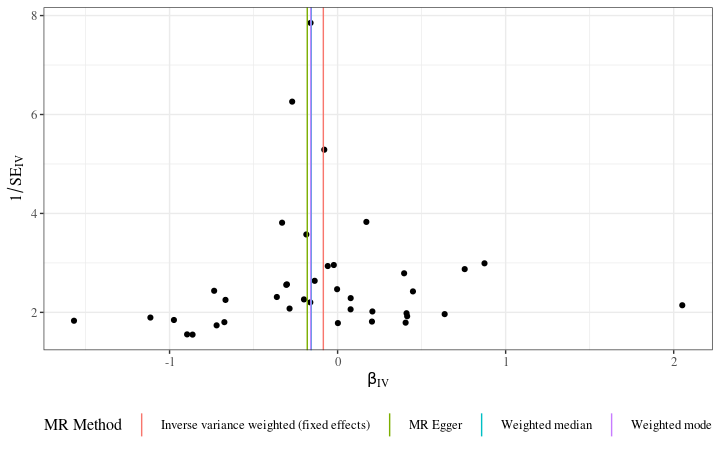 8
6
4
2
1/SE_IV
-1 0 1 2
β_IV
MR Method Inverse variance weighted (fixed effects) MR Egger Weighted median Weighted mode